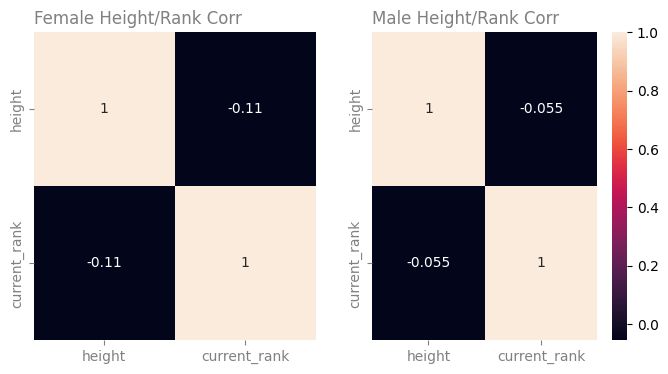 Female Height/Rank Corr
height
current_rank
1
-0.11
-0.11
1
height
current_rank
Male Height/Rank Corr
height
current_rank
1
-0.055
-0.055
1
height
current_rank
1.0
0.8
0.6
0.4
0.2
0.0